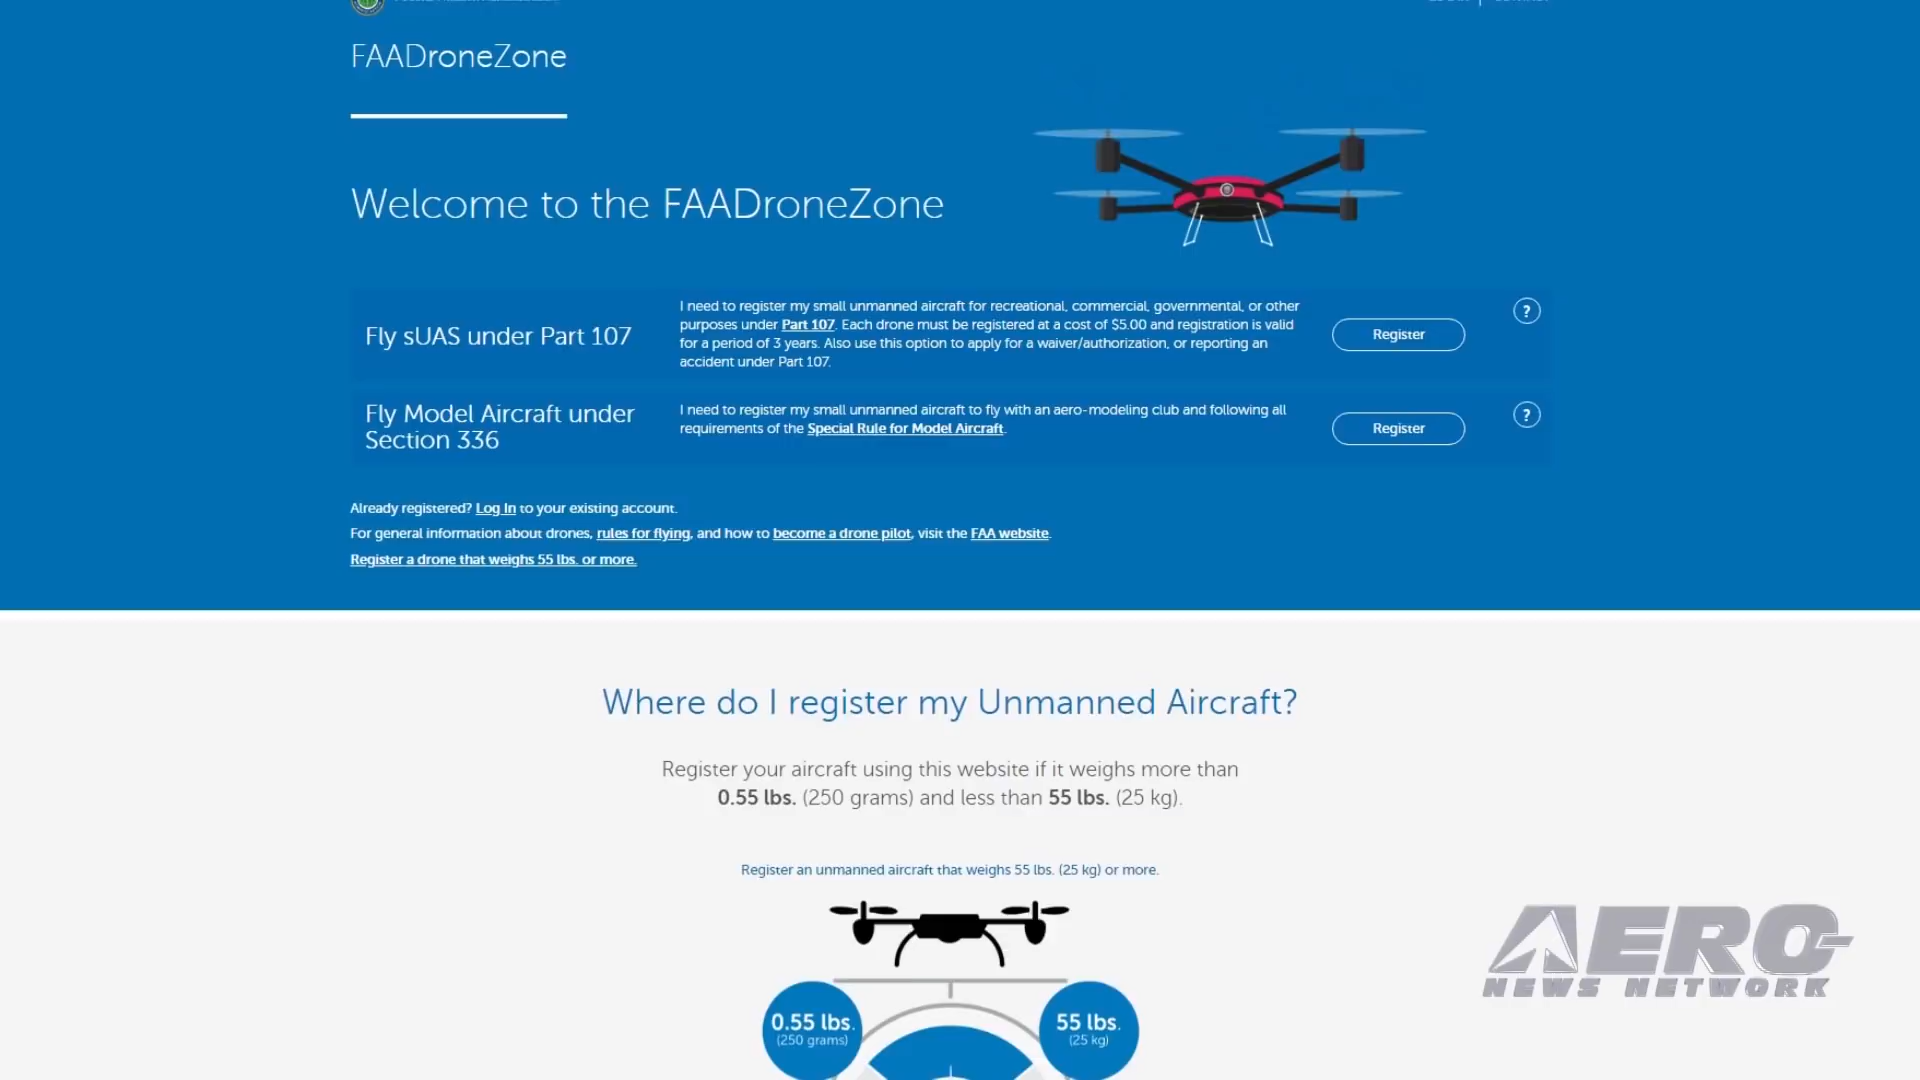 FAADroneZone
Welcome to the FAADroneZone
Fly sUAS under Part 107
I need to register my small unmanned aircraft for recreational, commercial, governmental, or other
purposes under Part 107. Each drone must be registered at a cost of $5.00 and registration is valid
for a period of 3 years. Also use this option to apply for a waiver/authorization, or reporting an
accident under Part 107.
Register
?
Fly Model Aircraft under
Section 336
I need to register my small unmanned aircraft to fly with an aero-modeling club and following all
requirements of the Special Rule for Model Aircraft.
Register
?
Already registered? Log In to your existing account.
For general information about drones, rules for flying, and how to become a drone pilot, visit the FAA website.
Register a drone that weighs 55 lbs. or more.
Where do I register my Unmanned Aircraft?
Register your aircraft using this website if it weighs more than
0.55 lbs. (250 grams) and less than 55 lbs. (25 kg).
Register an unmanned aircraft that weighs 55 lbs. (25 kg) or more.
0.55 lbs.
(250 grams)
55 lbs.
(25 kg)
AERO-
NEWS NETWORK